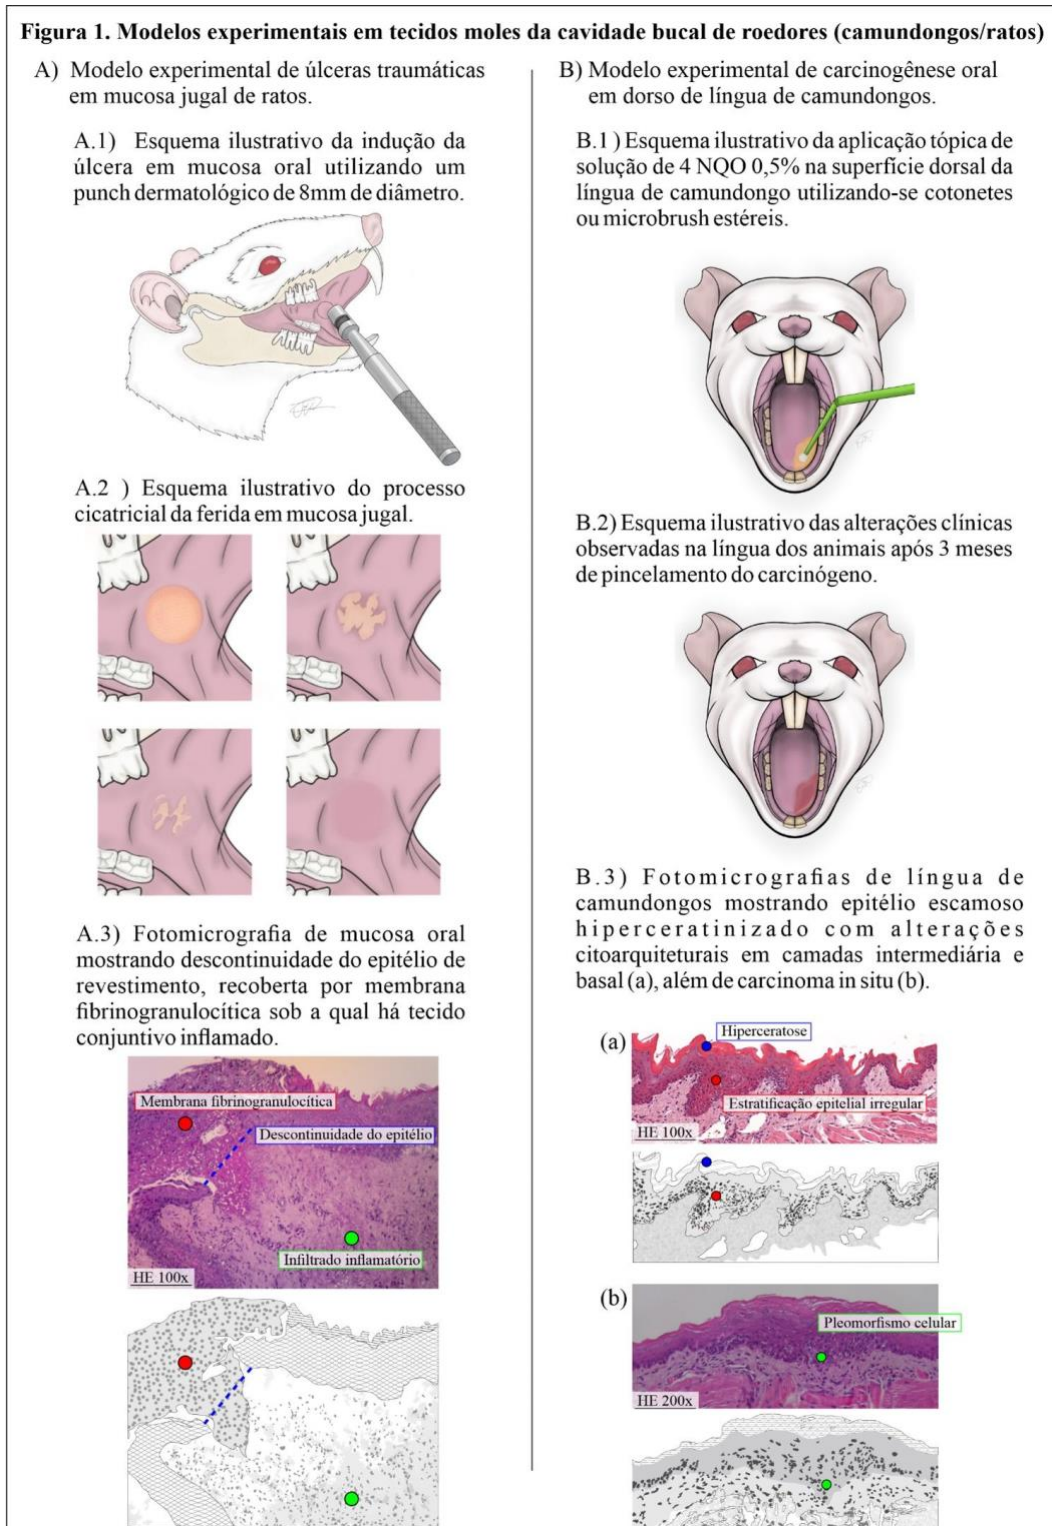 Figura 1. Modelos experimentais em tecidos moles da cavidade bucal de roedores (camundongos/ratos)
A) Modelo experimental de úlceras traumáticas
em mucosa jugal de ratos.
A.1) Esquema ilustrativo da indução da
úlcera em mucosa oral utilizando um
punch dermatológico de 8mm de diâmetro.
A.2 ) Esquema ilustrativo do processo
cicatricial da ferida em mucosa jugal.
A.3) Fotomicrografia de mucosa oral
mostrando descontinuidade do epitélio de
revestimento, recoberta por membrana
fibrinogranulocítica sob a qual há tecido
conjuntivo inflamado.
Membrana fibrinogranulocítica
Descontinuidade do epitélio
Infiltrado inflamatório
HE 100x
B) Modelo experimental de carcinogênese oral
em dorso de língua de camundongos.
B.1 ) Esquema ilustrativo da aplicação tópica de
solução de 4 NQO 0,5% na superfície dorsal da
língua de camundongo utilizando-se cotonetes
ou microbrush estéreis.
B.2) Esquema ilustrativo das alterações clínicas
observadas na língua dos animais após 3 meses
de pincelamento do carcinógeno.
B.3) Fotomicrografias de língua de
camundongos mostrando epitélio escamoso
hiperceratinizado com alterações
citoarquiteturais em camadas intermediária e
basal (a), além de carcinoma in situ (b).
(a)
Hiperceratose
Estratificação epitelial irregular
HE 100x
(b)
Pleomorfismo celular
HE 200x